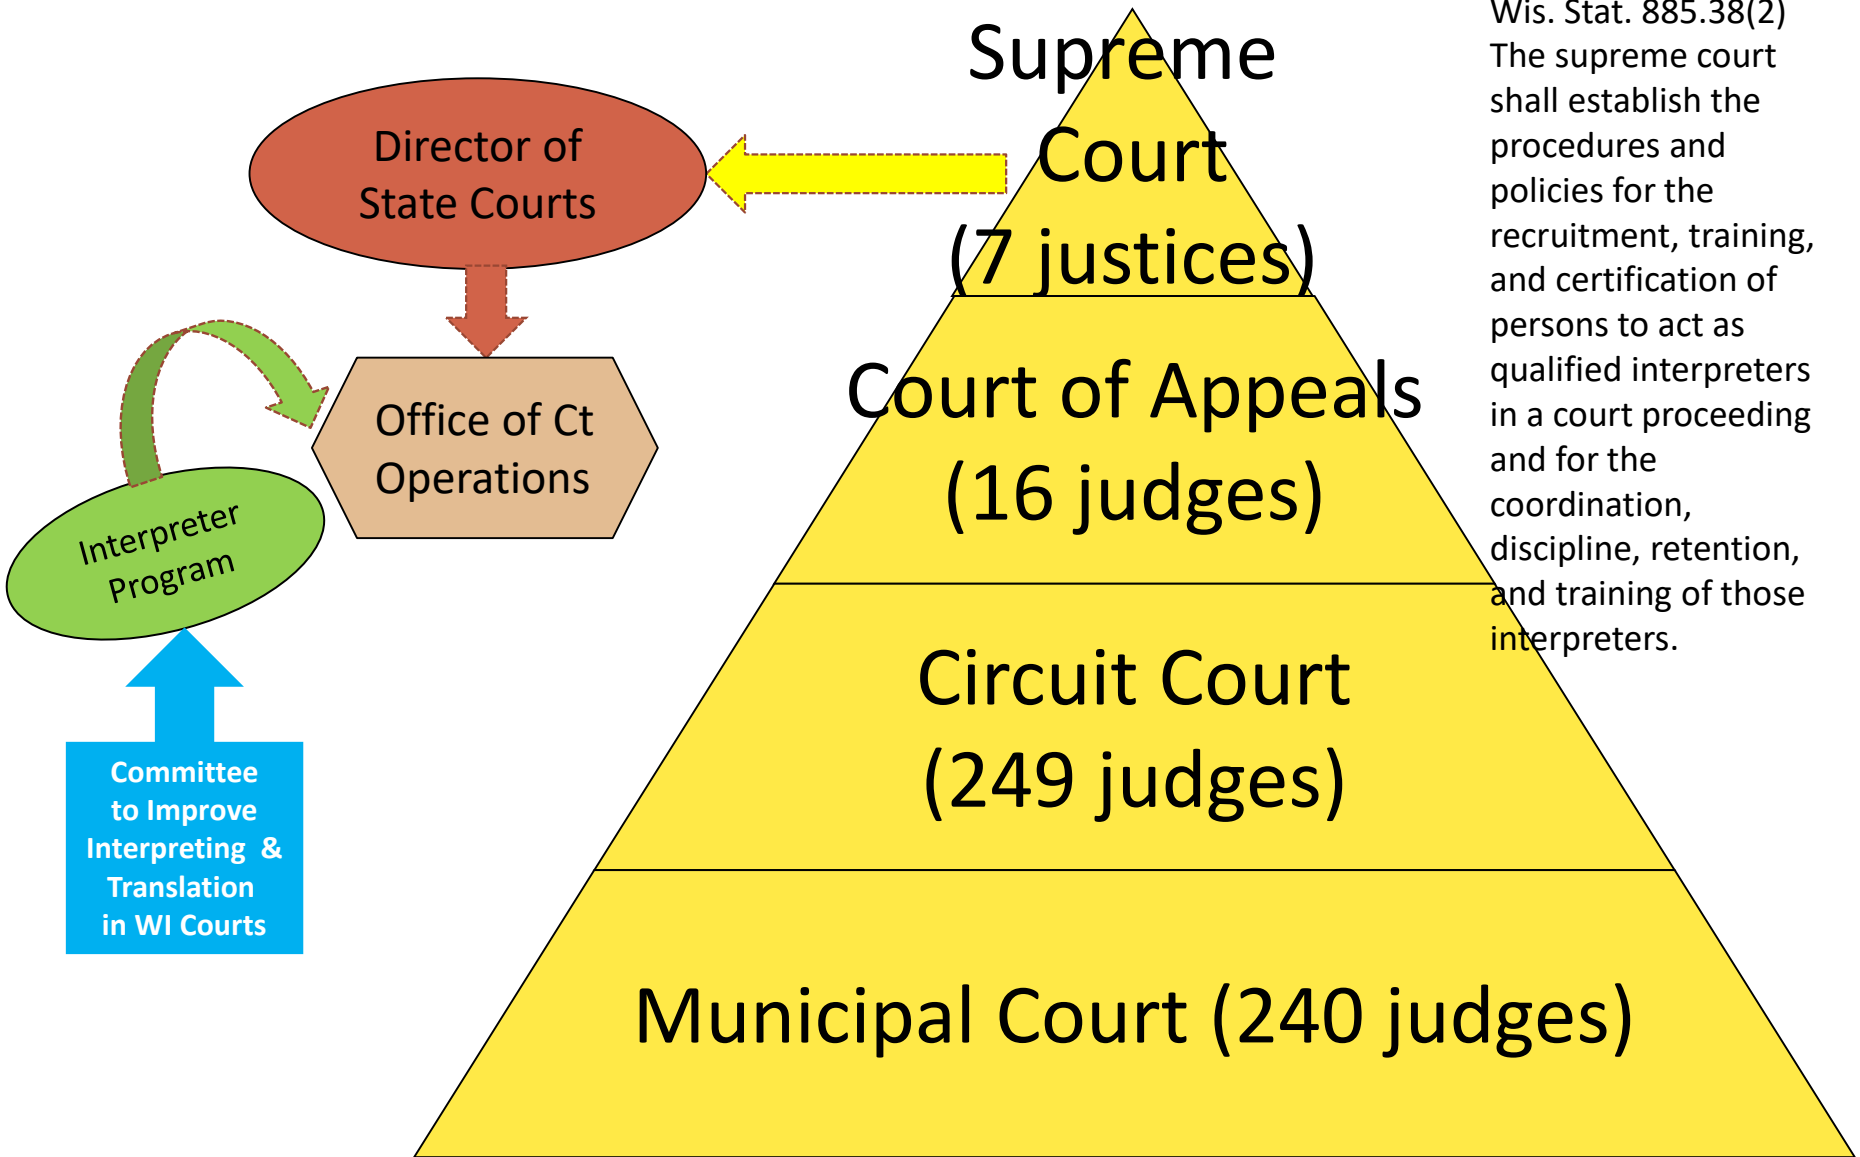 Supreme
Court
(7 justices)
Court of Appeals
(16 judges)
Circuit Court
(249 judges)
Municipal Court (240 judges)
Director of
State Courts
Office of Ct
Operations
Interpreter
Program
Committee
to Improve
Interpreting &
Translation
in WI Courts
Wis. Stat. 885.38(2)
The supreme court
shall establish the
procedures and
policies for the
recruitment, training,
and certification of
persons to act as
qualified interpreters
in a court proceeding
and for the
coordination,
discipline, retention,
and training of those
interpreters.